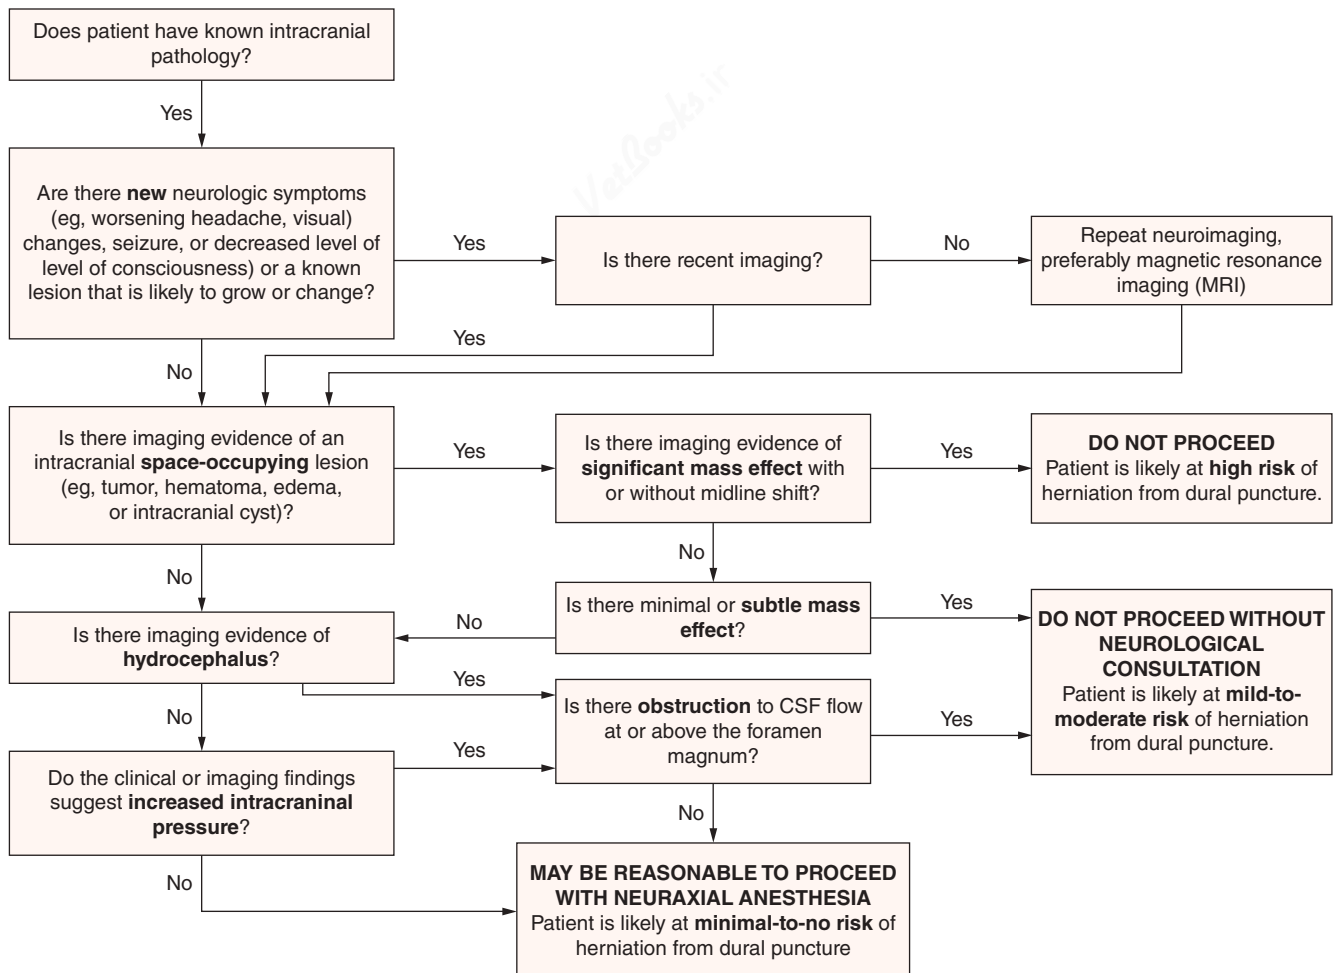 Does patient have known intracranial
pathology?
Yes
Are there new neurologic symptoms
(eg, worsening headache, visual)
changes, seizure, or decreased level of
level of consciousness) or a known
lesion that is likely to grow or change?
Yes
Is there recent imaging?
No
Repeat neuroimaging,
preferably magnetic resonance
imaging (MRI)
Yes
No
Is there imaging evidence of an
intracranial space-occupying lesion
(eg, tumor, hematoma, edema,
or intracranial cyst)?
Yes
Is there imaging evidence of
significant mass effect with
or without midline shift?
Yes
DO NOT PROCEED
Patient is likely at high risk of
herniation from dural puncture.
No
No
Is there minimal or subtle mass
effect?
Yes
DO NOT PROCEED WITHOUT
NEUROLOGICAL
CONSULTATION
Patient is likely at mild-to-
moderate risk of herniation
from dural puncture.
No
Is there imaging evidence of
hydrocephalus?
Yes
Is there obstruction to CSF flow
at or above the foramen
magnum?
Yes
No
Do the clinical or imaging findings
suggest increased intracraninal
pressure?
Yes
No
No
MAY BE REASONABLE TO PROCEED
WITH NEURAXIAL ANESTHESIA
Patient is likely at minimal-to-no risk of
herniation from dural puncture
VetBooks.ir